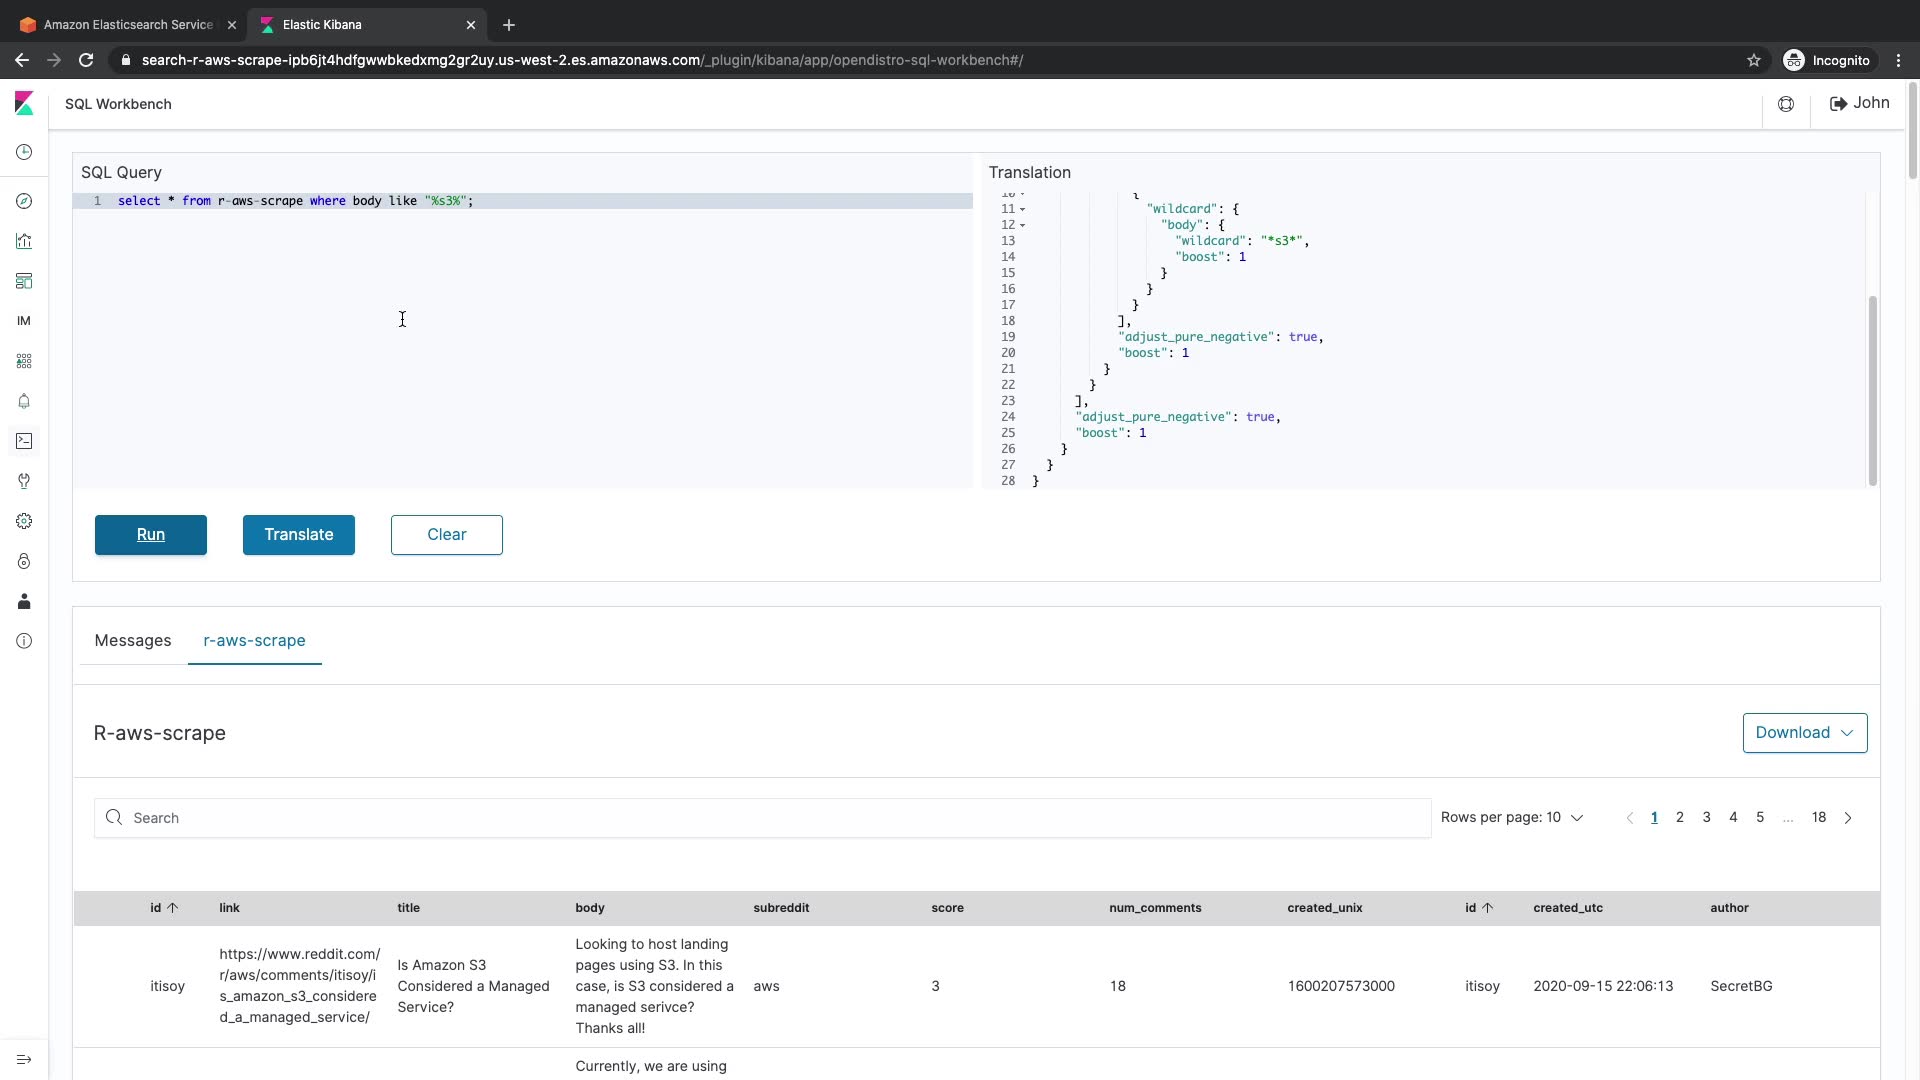 Amazon Elasticsearch Service
Elastic Kibana
search-r-aws-scrape-ipb6jt4hdfgwwbkedxmg2gr2uy.us-west-2.es.amazonaws.com/_plugin/kibana/app/opendistro-sql-workbench#/
Incognito
SQL Workbench
John
IM
SQL Query
1 select * from r-aws-scrape where body like "%s3%";
Translation
10 {
11 "wildcard": {
12 "body": {
13 "wildcard": "*s3*",
14 "boost": 1
15 }
16 }
17 }
18 ],
19 "adjust_pure_negative": true,
20 "boost": 1
21 }
22 }
23 ],
24 "adjust_pure_negative": true,
25 "boost": 1
26 }
27 }
28 }
Run Translate Clear
Messages r-aws-scrape
R-aws-scrape
Download
Search
Rows per page: 10
1 2 3 4 5 ... 18
id link title body subreddit score num_comments created_unix id created_utc author
itisoy
https://www.reddit.com/
r/aws/comments/itisoy/i
s_amazon_s3_considere
d_a_managed_service/
Is Amazon S3
Considered a Managed
Service?
Looking to host landing
pages using S3. In this
case, is S3 considered a
managed serivce?
Thanks all!
aws
3
18
1600207573000
itisoy
2020-09-15 22:06:13
SecretBG
Currently, we are using